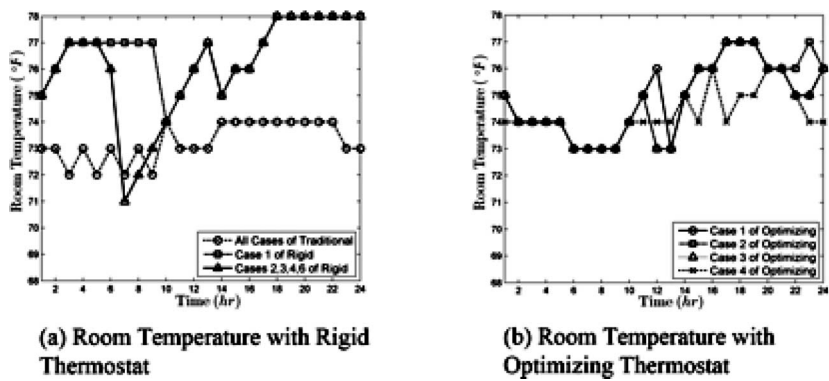 Room Temperature ( °F)
78
77
76
75
74
73
72
71
70
69
68
All Cases of Traditional
Case 1 of Rigid
Cases 2,3,4,6 of Rigid
2 4 6 8 10 12 14 16 18 20 22 24
Time (hr)
(a) Room Temperature with Rigid
Thermostat
Room Temperature ( °F)
78
77
76
75
74
73
72
71
70
69
68
Case 1 of Optimizing
Case 2 of Optimizing
Case 3 of Optimizing
Case 4 of Optimizing
2 4 6 8 10 12 14 16 18 20 22 24
Time (hr)
(b) Room Temperature with
Optimizing Thermostat